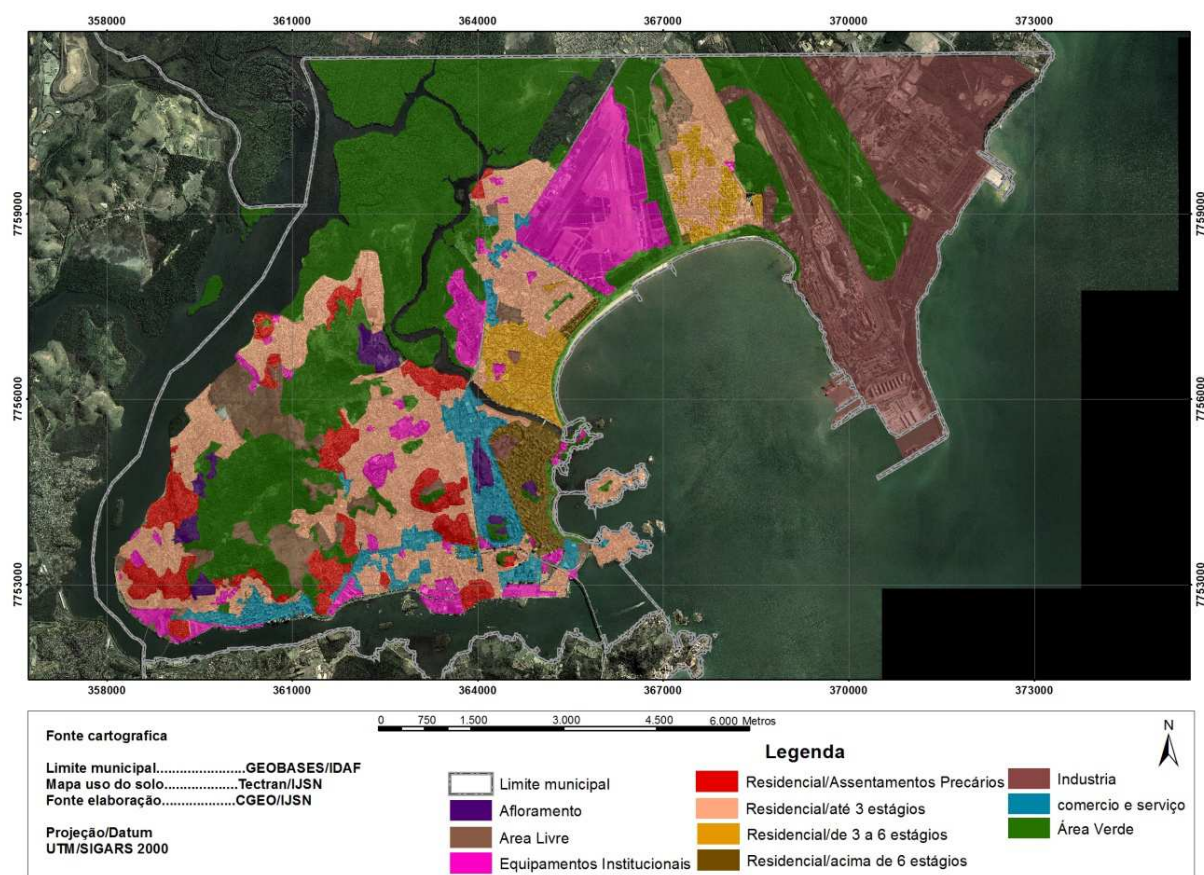 358000 361000 364000 367000 370000 373000
7759000 7759000
7756000 7756000
7753000 7753000
358000 361000 364000 367000 370000 373000
Fonte cartografica
Limite municipal......................GEOBASES/IDAF
Mapa uso do solo...................Tectran/IJSN
Fonte elaboração...................CGEO/IJSN
Projeção/Datum
UTM/SIGARS 2000
0 750 1.500 3.000 4.500 6.000 Metros
N
Legenda
Limite municipal
Afloramento
Area Livre
Equipamentos Institucionais
Residencial/Assentamentos Precários
Residencial/até 3 estágios
Residencial/de 3 a 6 estágios
Residencial/acima de 6 estágios
Industria
comercio e serviço
Área Verde